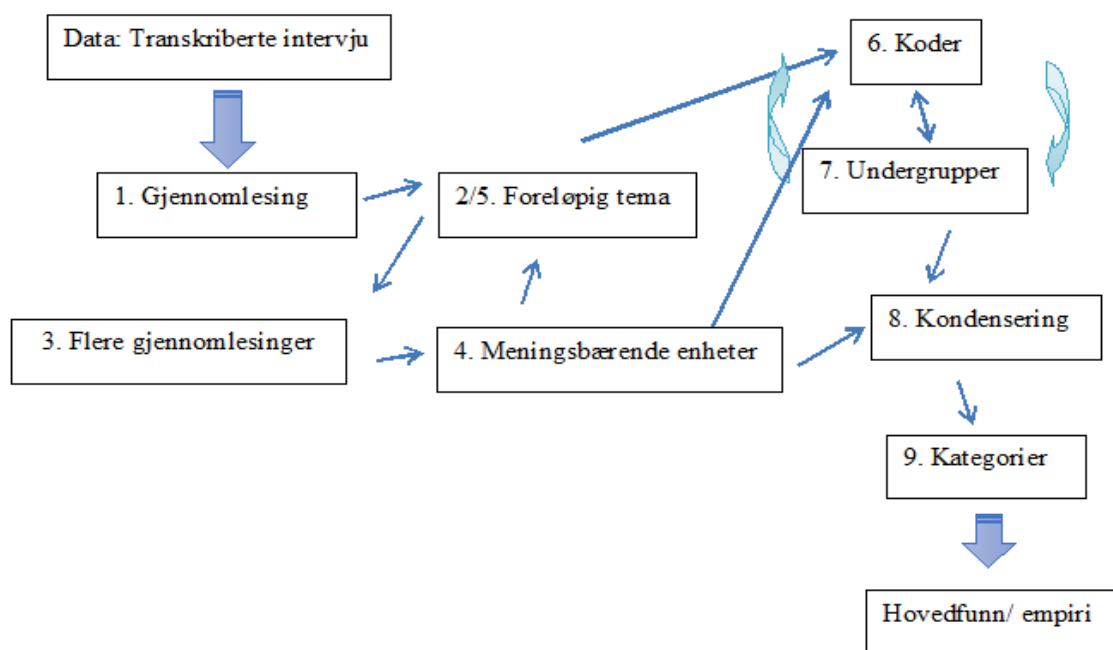 Data: Transkriberte intervju
1. Gjennomlesing
2/5. Foreløpig tema
3. Flere gjennomlesinger
4. Meningsbærende enheter
6. Koder
7. Undergrupper
8. Kondensering
9. Kategorier
Hovedfunn/ empiri